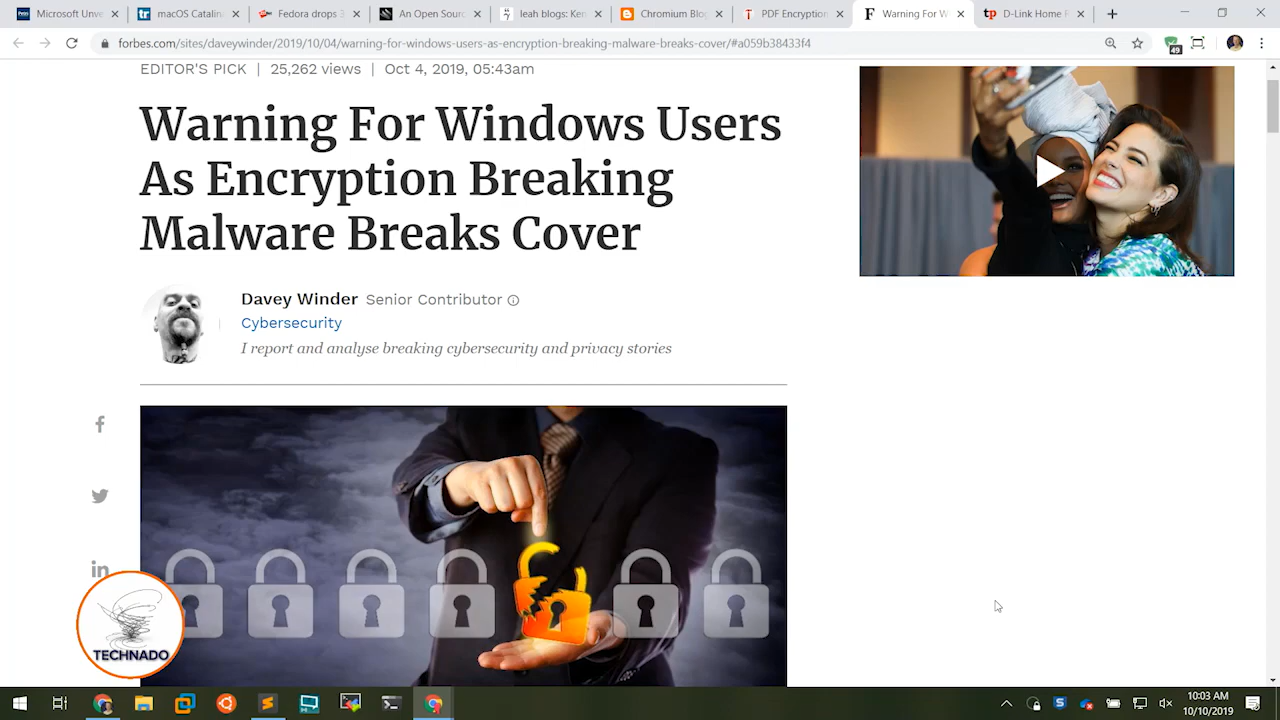 Microsoft Unve
macOS Catalin
Fedora drops 3
An Open Sourc
leah blogs: Ke
Chromium Blog
PDF Encryption
Warning For W
D-Link Home R
forbes.com/sites/daveywinder/2019/10/04/warning-for-windows-users-as-encryption-breaking-malware-breaks-cover/#a059b38433f4
49
EDITOR'S PICK | 25,262 views | Oct 4, 2019, 05:43am
Warning For Windows Users
As Encryption Breaking
Malware Breaks Cover
Davey Winder Senior Contributor
Cybersecurity
I report and analyse breaking cybersecurity and privacy stories
TECHNADO
10:03 AM
10/10/2019